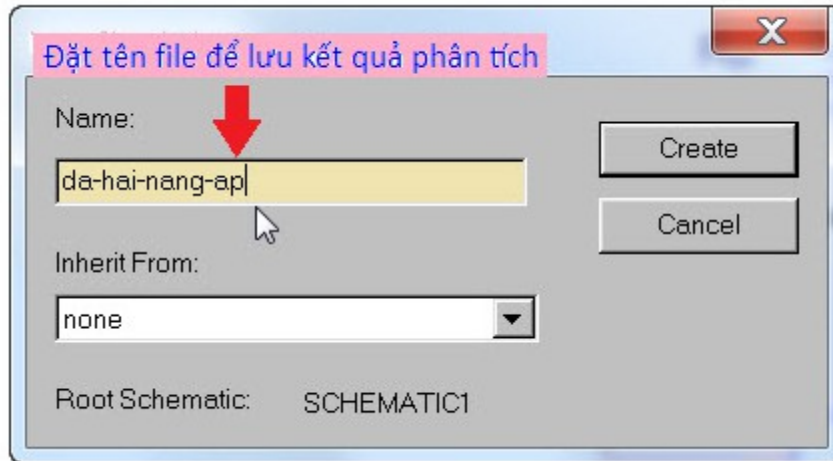 Đặt tên file để lưu kết quả phân tích
Name:
da-hai-nang-ap
Create
Cancel
Inherit From:
none
Root Schematic: SCHEMATIC1